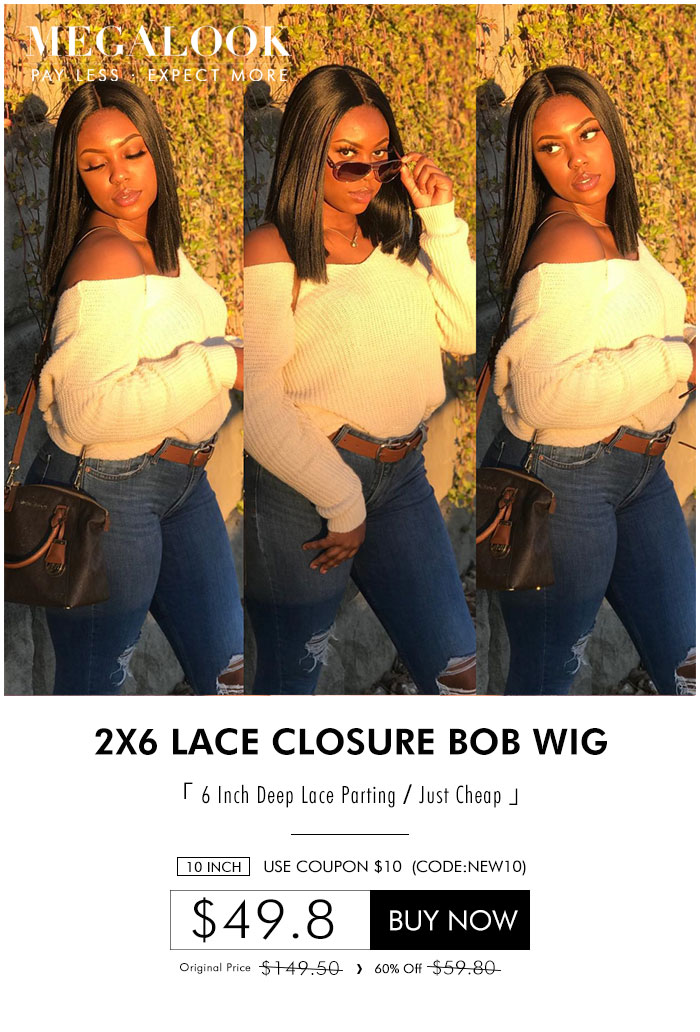 MEGALOOK
PAY LESS ; EXPECT MORE
2X6 LACE CLOSURE BOB WIG
「 6 Inch Deep Lace Parting / Just Cheap 」
10 INCH USE COUPON $10 (CODE:NEW10)
$49.8 BUY NOW
Original Price $149.50 › 60% Off $59.80